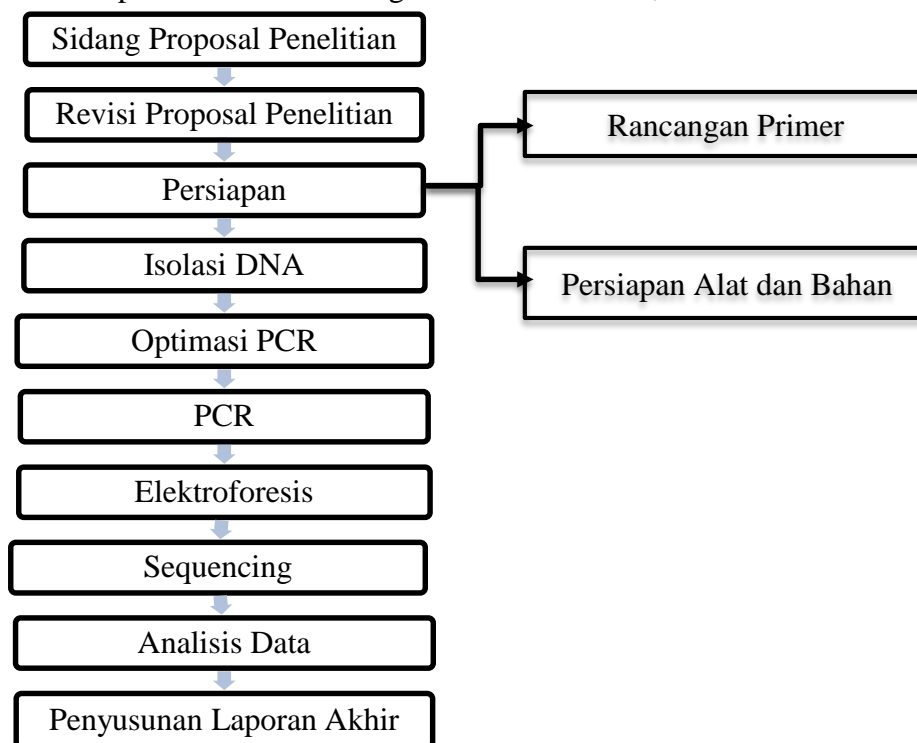 Sidang Proposal Penelitian
Revisi Proposal Penelitian
Rancangan Primer
Persiapan
Isolasi DNA
Persiapan Alat dan Bahan
Optimasi PCR
PCR
Elektroforesis
Sequencing
Analisis Data
Penyusunan Laporan Akhir